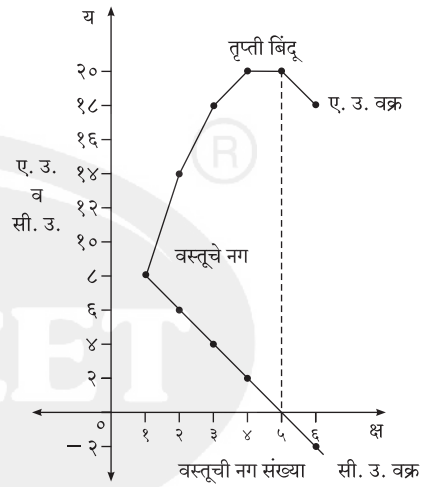 य
तृप्ती बिंदू
२०
१८
ए. उ. वक्र
१६
Ⓡ
ए. उ.
व
सी. उ.
१४
१२
१०
वस्तूचे नग
८
६
४
२
०
१ २ ३ ४ ५ ६ क्ष
– २
वस्तूची नग संख्या सी. उ. वक्र
EET